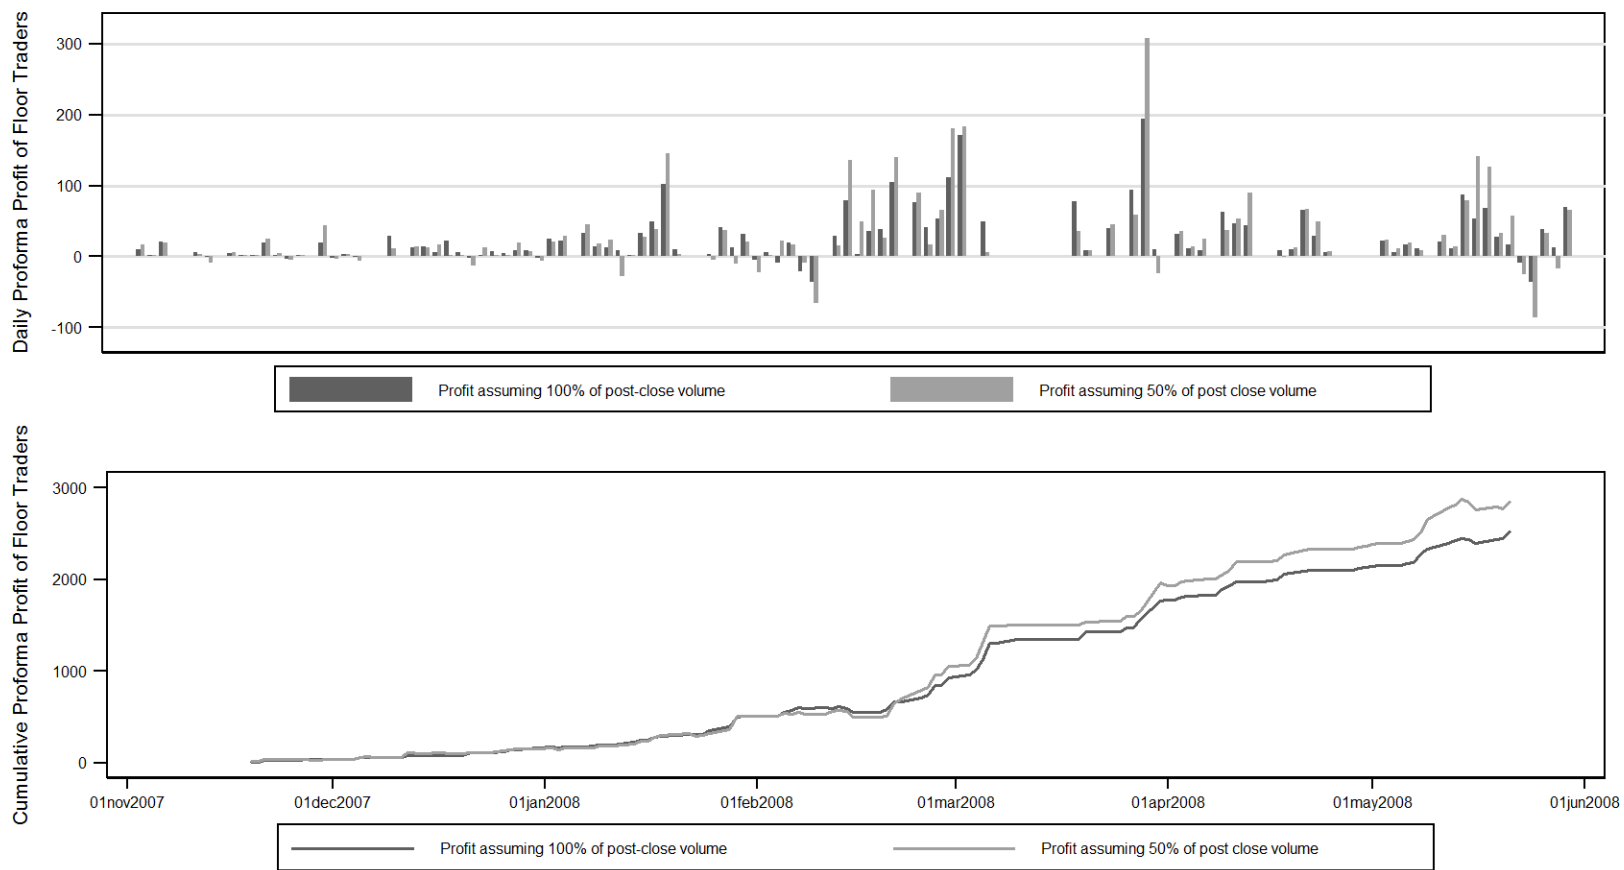 Daily Proforma Profit of Floor Traders
300
200
100
0
-100
Profit assuming 100% of post-close volume
Profit assuming 50% of post close volume
Cumulative Proforma Profit of Floor Traders
3000
2000
1000
0
01nov2007
01dec2007
01jan2008
01feb2008
01mar2008
01apr2008
01may2008
01jun2008
Profit assuming 100% of post-close volume
Profit assuming 50% of post close volume